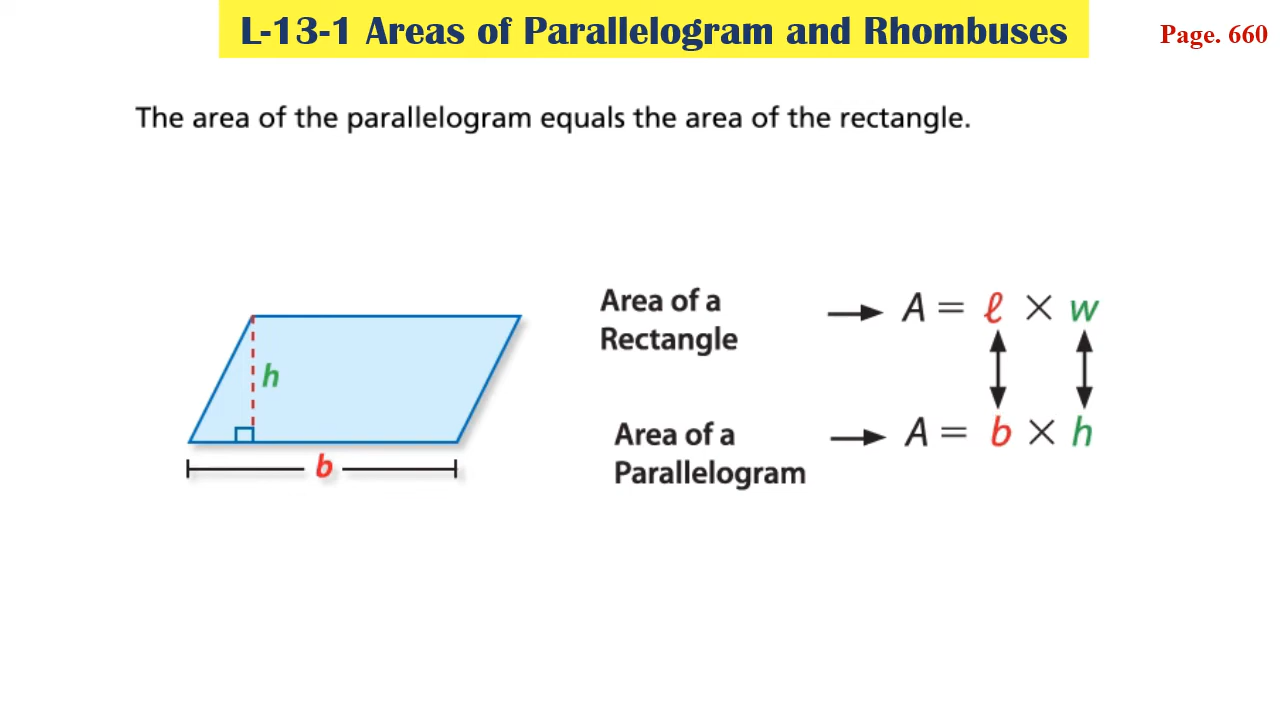 L-13-1 Areas of Parallelogram and Rhombuses
Page. 660
The area of the parallelogram equals the area of the rectangle.
h
b
Area of a
Rectangle
A = ℓ × w
Area of a
Parallelogram
A = b × h